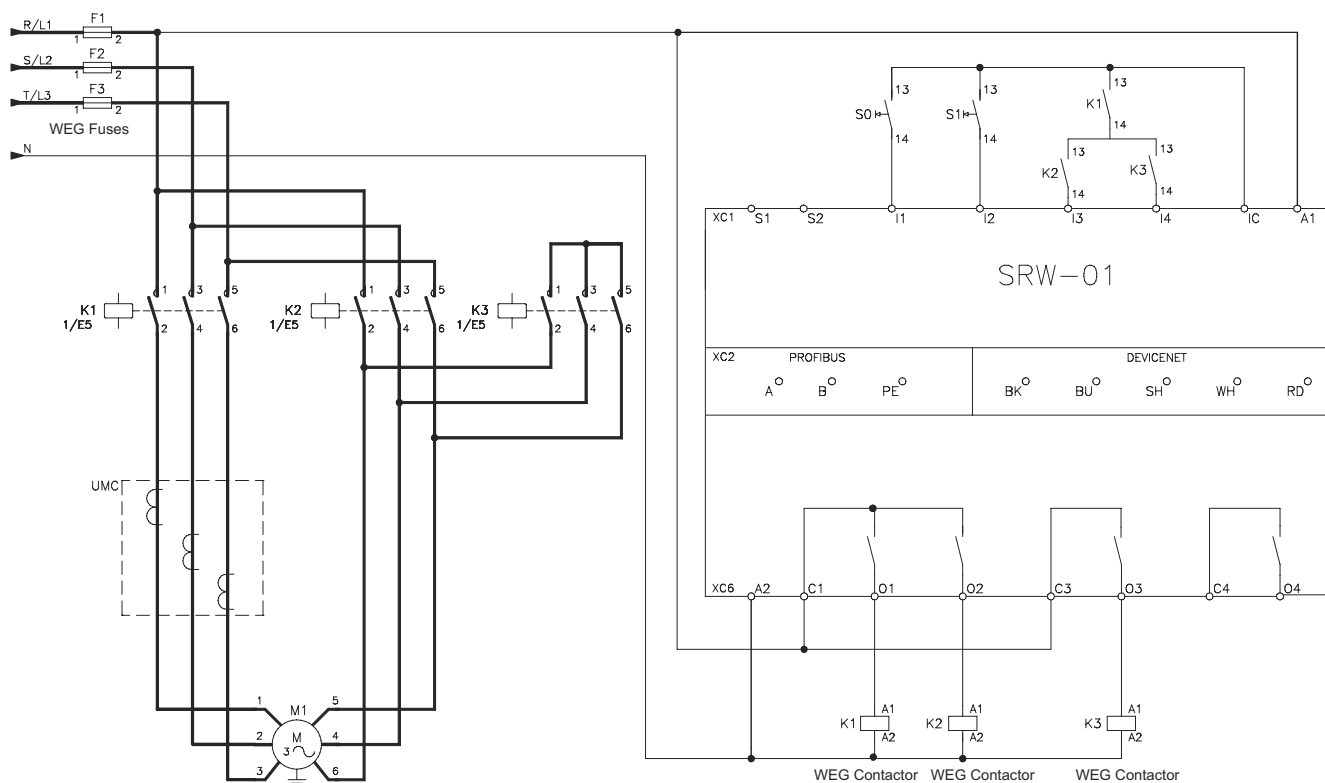 R/L1
F1
1 2
S/L2
F2
1 2
T/L3
F3
1 2
WEG Fuses
N
13 13 13
S0 S1 K1
14 14 14
13 13
K2 K3
14 14
XC1 S1 S2 I1 I2 I3 I4 IC A1
SRW-01
1 3 5 1 3 5 1 3 5
K1 K2 K3
1/E5 1/E5 1/E5
2 4 6 2 4 6 2 4 6
XC2 PROFIBUS DEVICENET
A B PE BK BU SH WH RD
UMC
XC6 A2 C1 O1 O2 C3 O3 C4 O4
1 M1 5
2 M 4
3
3 6
A1 A1 A1
K1 K2 K3
A2 A2 A2
WEG Contactor WEG Contactor WEG Contactor